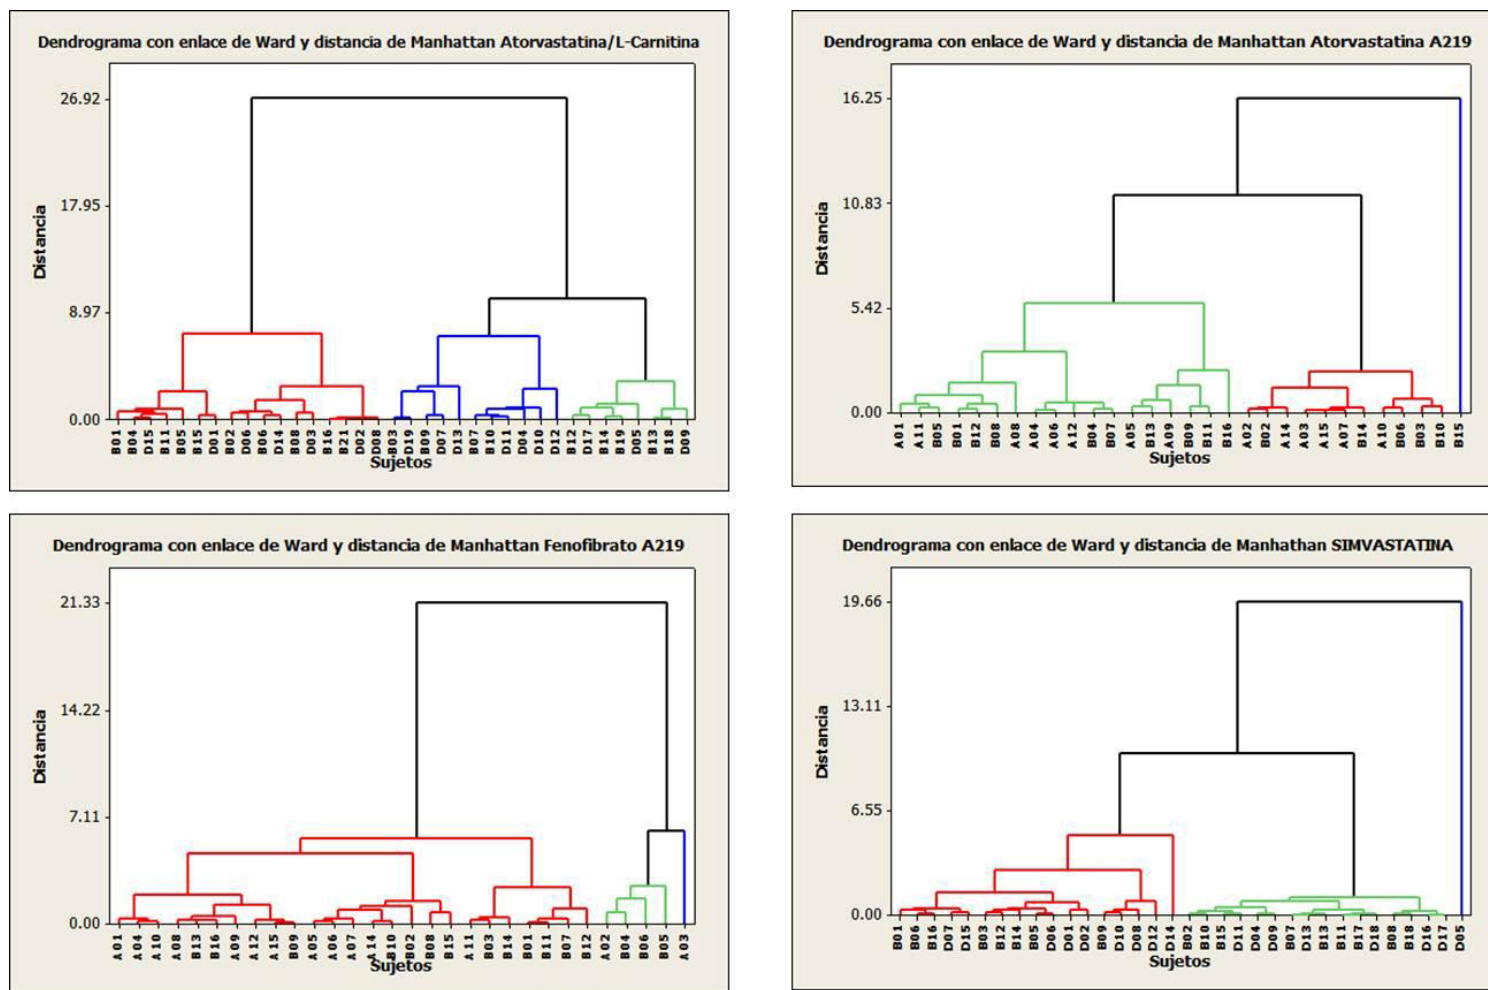 Dendrograma con enlace de Ward y distancia de Manhattan Atorvastatina/L-Carnitina
26.92
17.95
8.97
0.00
Distancia
B01 B04 D15 B11 B05 B15 D01 B02 D06 B06 D14 B08 D03 B16 B21 D02 D08 B03 D19 B09 D07 D13 B07 B10 D11 D04 D10 D12 B12 D17 B14 B19 D05 B13 B18 D09
Sujetos
Dendrograma con enlace de Ward y distancia de Manhattan Atorvastatina A219
16.25
10.83
5.42
0.00
Distancia
A01 A11 B05 B01 B12 B08 A08 A04 A06 A12 B04 B07 A05 B13 A09 B09 B11 B16 A02 B02 A14 A03 A15 A07 B14 A10 B06 B03 B10 B15
Sujetos
Dendrograma con enlace de Ward y distancia de Manhattan Fenofibrato A219
21.33
14.22
7.11
0.00
Distancia
A01 A04 A10 A08 B13 B16 A09 A12 A15 B09 A05 A06 A07 A14 B10 B02 B08 B15 A11 B03 B14 B01 B11 B07 B12 A02 B04 B06 B05 A03
Sujetos
Dendrograma con enlace de Ward y distancia de Manhathan SIMVASTATINA
19.66
13.11
6.55
0.00
Distancia
B01 B06 B16 D07 D15 B03 B12 B14 B05 D06 D01 D02 B09 D10 D08 D12 D14 B02 B10 B15 D11 D04 D09 B07 D13 B13 B11 B17 D18 B08 B18 D16 D17 D05
Sujetos